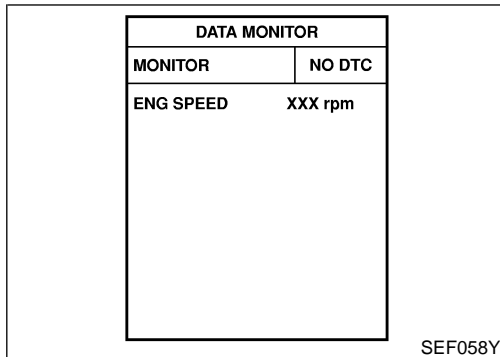 DATA MONITOR
MONITOR NO DTC
ENG SPEED XXX rpm
SEF058Y